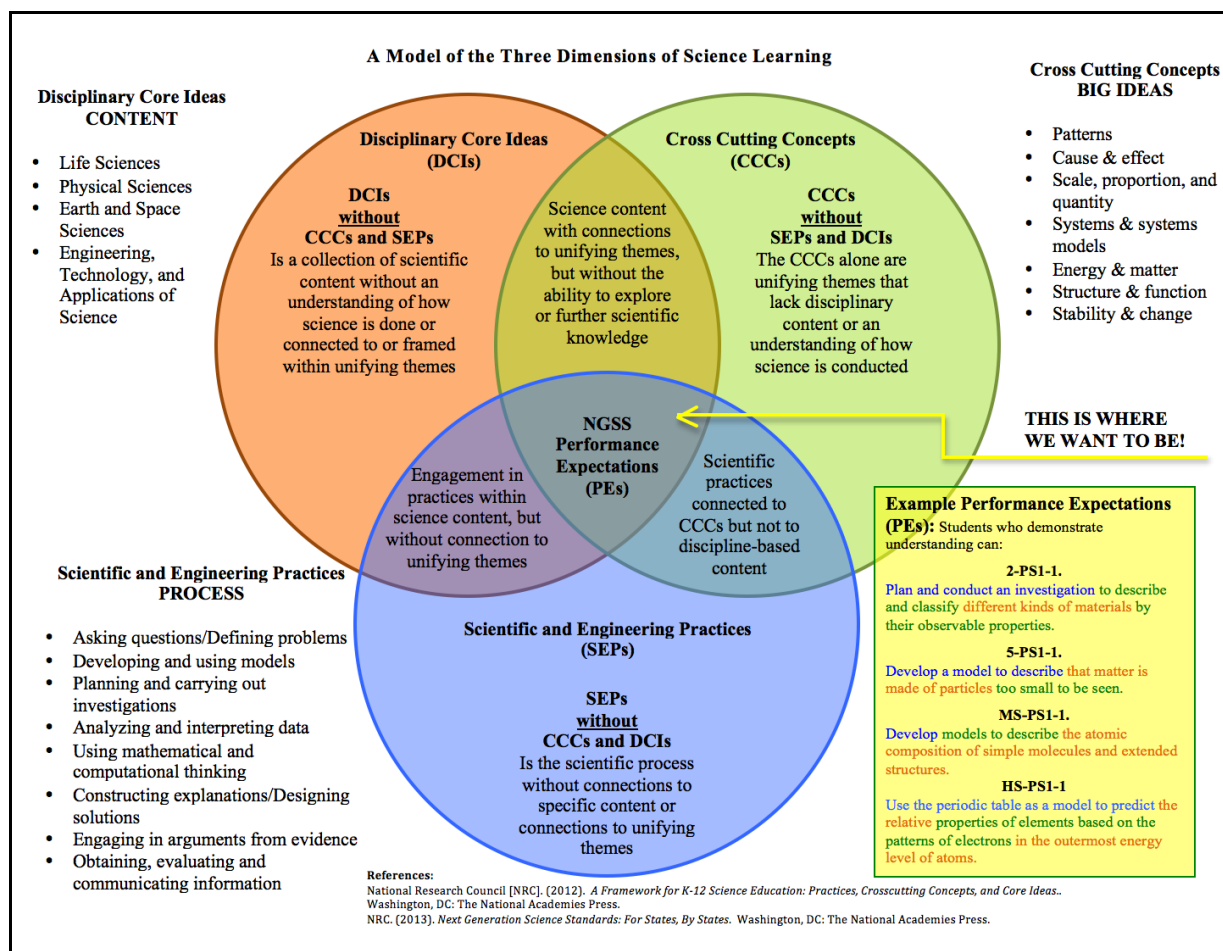 A Model of the Three Dimensions of Science Learning
Disciplinary Core Ideas
CONTENT
• Life Sciences
• Physical Sciences
• Earth and Space
Sciences
• Engineering,
Technology, and
Applications of
Science
Disciplinary Core Ideas
(DCIs)
DCIs
without
CCCs and SEPs
Is a collection of scientific
content without an
understanding of how
science is done or
connected to or framed
within unifying themes
Science content
with connections
to unifying themes,
but without the
ability to explore
or further scientific
knowledge
Cross Cutting Concepts
(CCCs)
CCCs
without
SEPs and DCIs
The CCCs alone are
unifying themes that
lack disciplinary
content or an
understanding of how
science is conducted
Cross Cutting Concepts
BIG IDEAS
• Patterns
• Cause & effect
• Scale, proportion, and
quantity
• Systems & systems
models
• Energy & matter
• Structure & function
• Stability & change
THIS IS WHERE
WE WANT TO BE!
NGSS
Performance
Expectations
(PEs)
Engagement in
practices within
science content, but
without connection to
unifying themes
Scientific
practices
connected to
CCCs but not to
discipline-based
content
Scientific and Engineering Practices
PROCESS
• Asking questions/Defining problems
• Developing and using models
• Planning and carrying out
investigations
• Analyzing and interpreting data
• Using mathematical and
computational thinking
• Constructing explanations/Designing
solutions
• Engaging in arguments from evidence
• Obtaining, evaluating and
communicating information
Scientific and Engineering Practices
(SEPs)
SEPs
without
CCCs and DCIs
Is the scientific process
without connections to
specific content or
connections to unifying
themes
Example Performance Expectations
(PEs): Students who demonstrate
understanding can:
2-PS1-1.
Plan and conduct an investigation to describe
and classify different kinds of materials by
their observable properties.
5-PS1-1.
Develop a model to describe that matter is
made of particles too small to be seen.
MS-PS1-1.
Develop models to describe the atomic
composition of simple molecules and extended
structures.
HS-PS1-1
Use the periodic table as a model to predict the
relative properties of elements based on the
patterns of electrons in the outermost energy
level of atoms.
References:
National Research Council [NRC]. (2012). A Framework for K-12 Science Education: Practices, Crosscutting Concepts, and Core Ideas..
Washington, DC: The National Academies Press.
NRC. (2013). Next Generation Science Standards: For States, By States. Washington, DC: The National Academies Press.